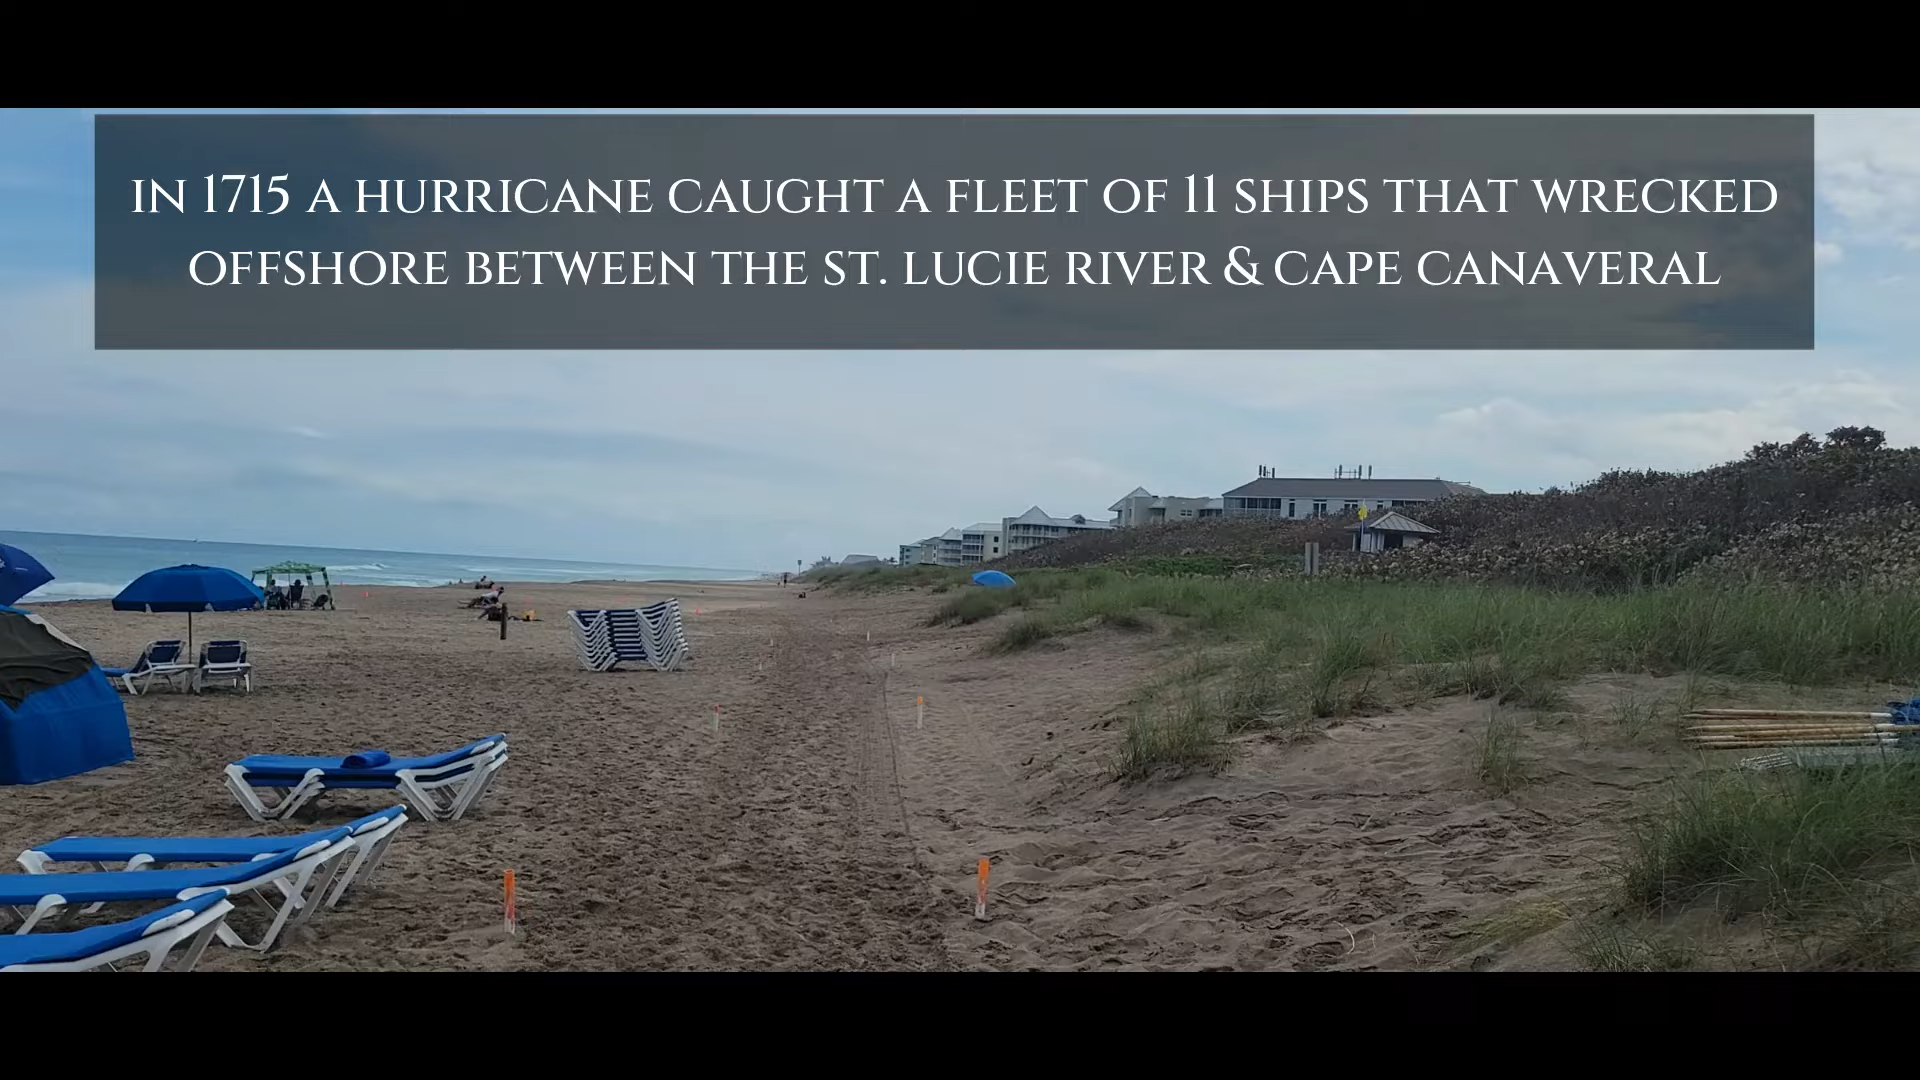 IN 1715 A HURRICANE CAUGHT A FLEET OF 11 SHIPS THAT WRECKED
OFFSHORE BETWEEN THE ST. LUCIE RIVER & CAPE CANAVERAL